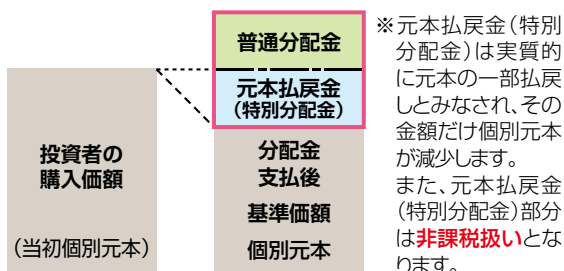 普通分配金
元本払戻金
（特別分配金）
投資者の
購入価額
（当初個別元本）
分配金
支払後
基準価額
個別元本
※元本払戻金（特別
分配金）は実質的
に元本の一部払戻
しとみなされ、その
金額だけ個別元本
が減少します。
また、元本払戻金
（特別分配金）部分
は非課税扱いとな
ります。